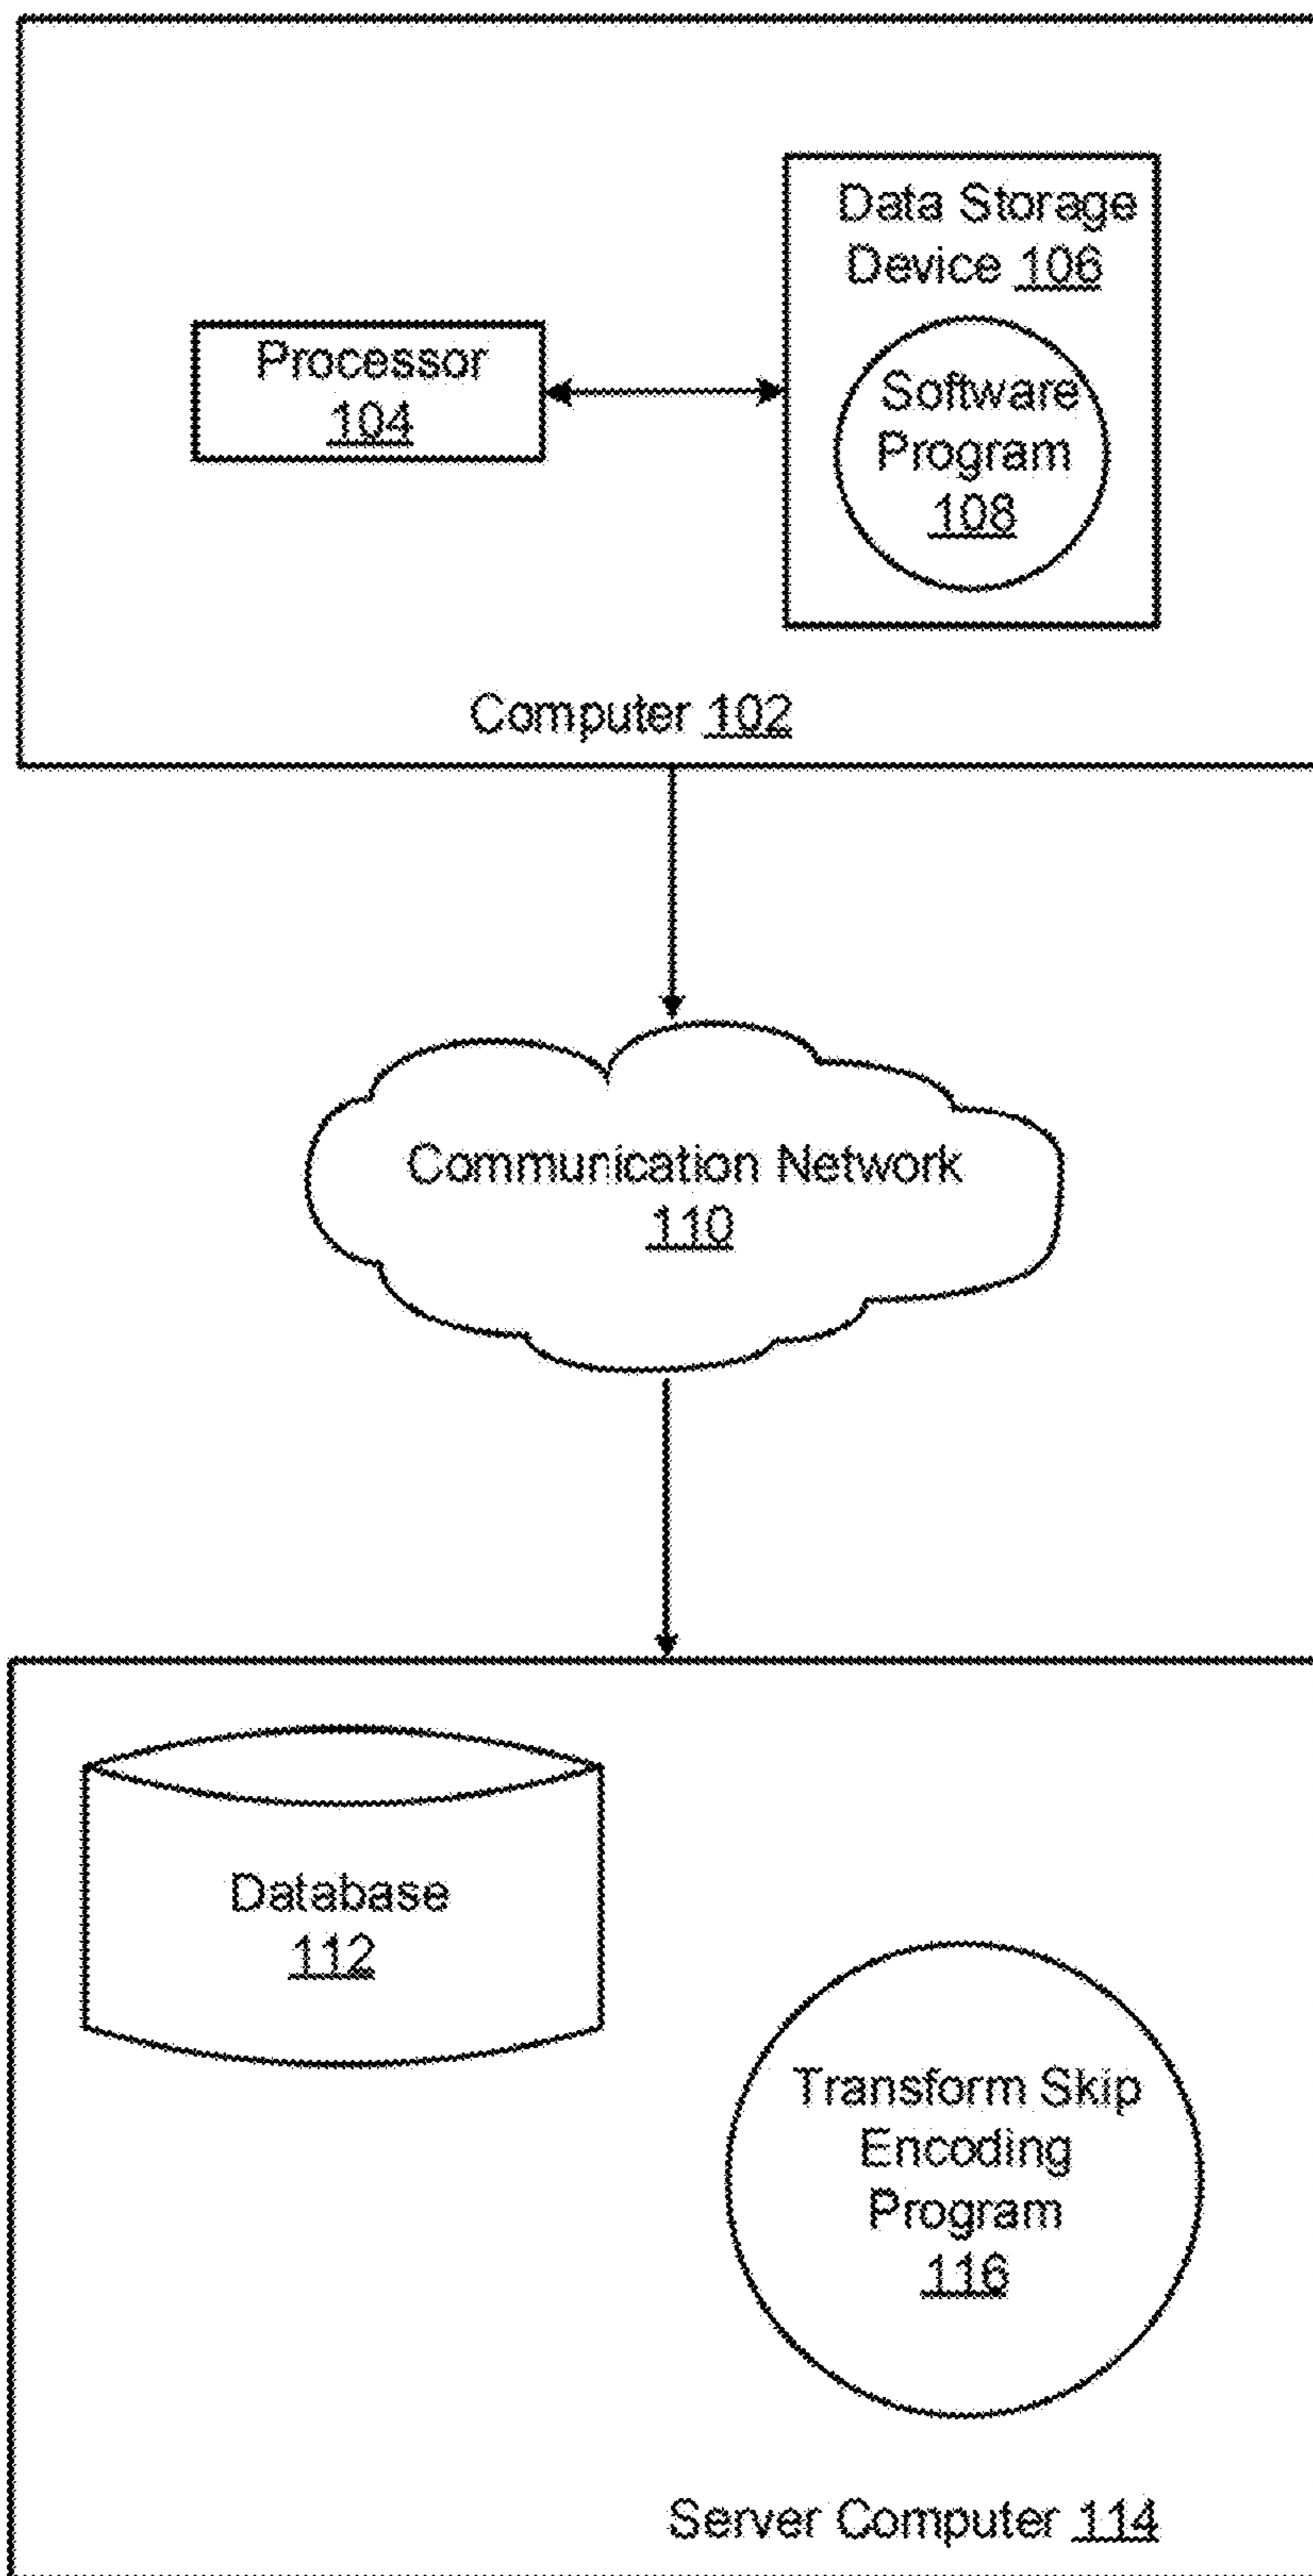 Data Storage
Device 106
Processor
104
Software
Program
108
Computer 102
Communication Network
110
Database
112
Transform Skip
Encoding
Program
116
Server Computer 114